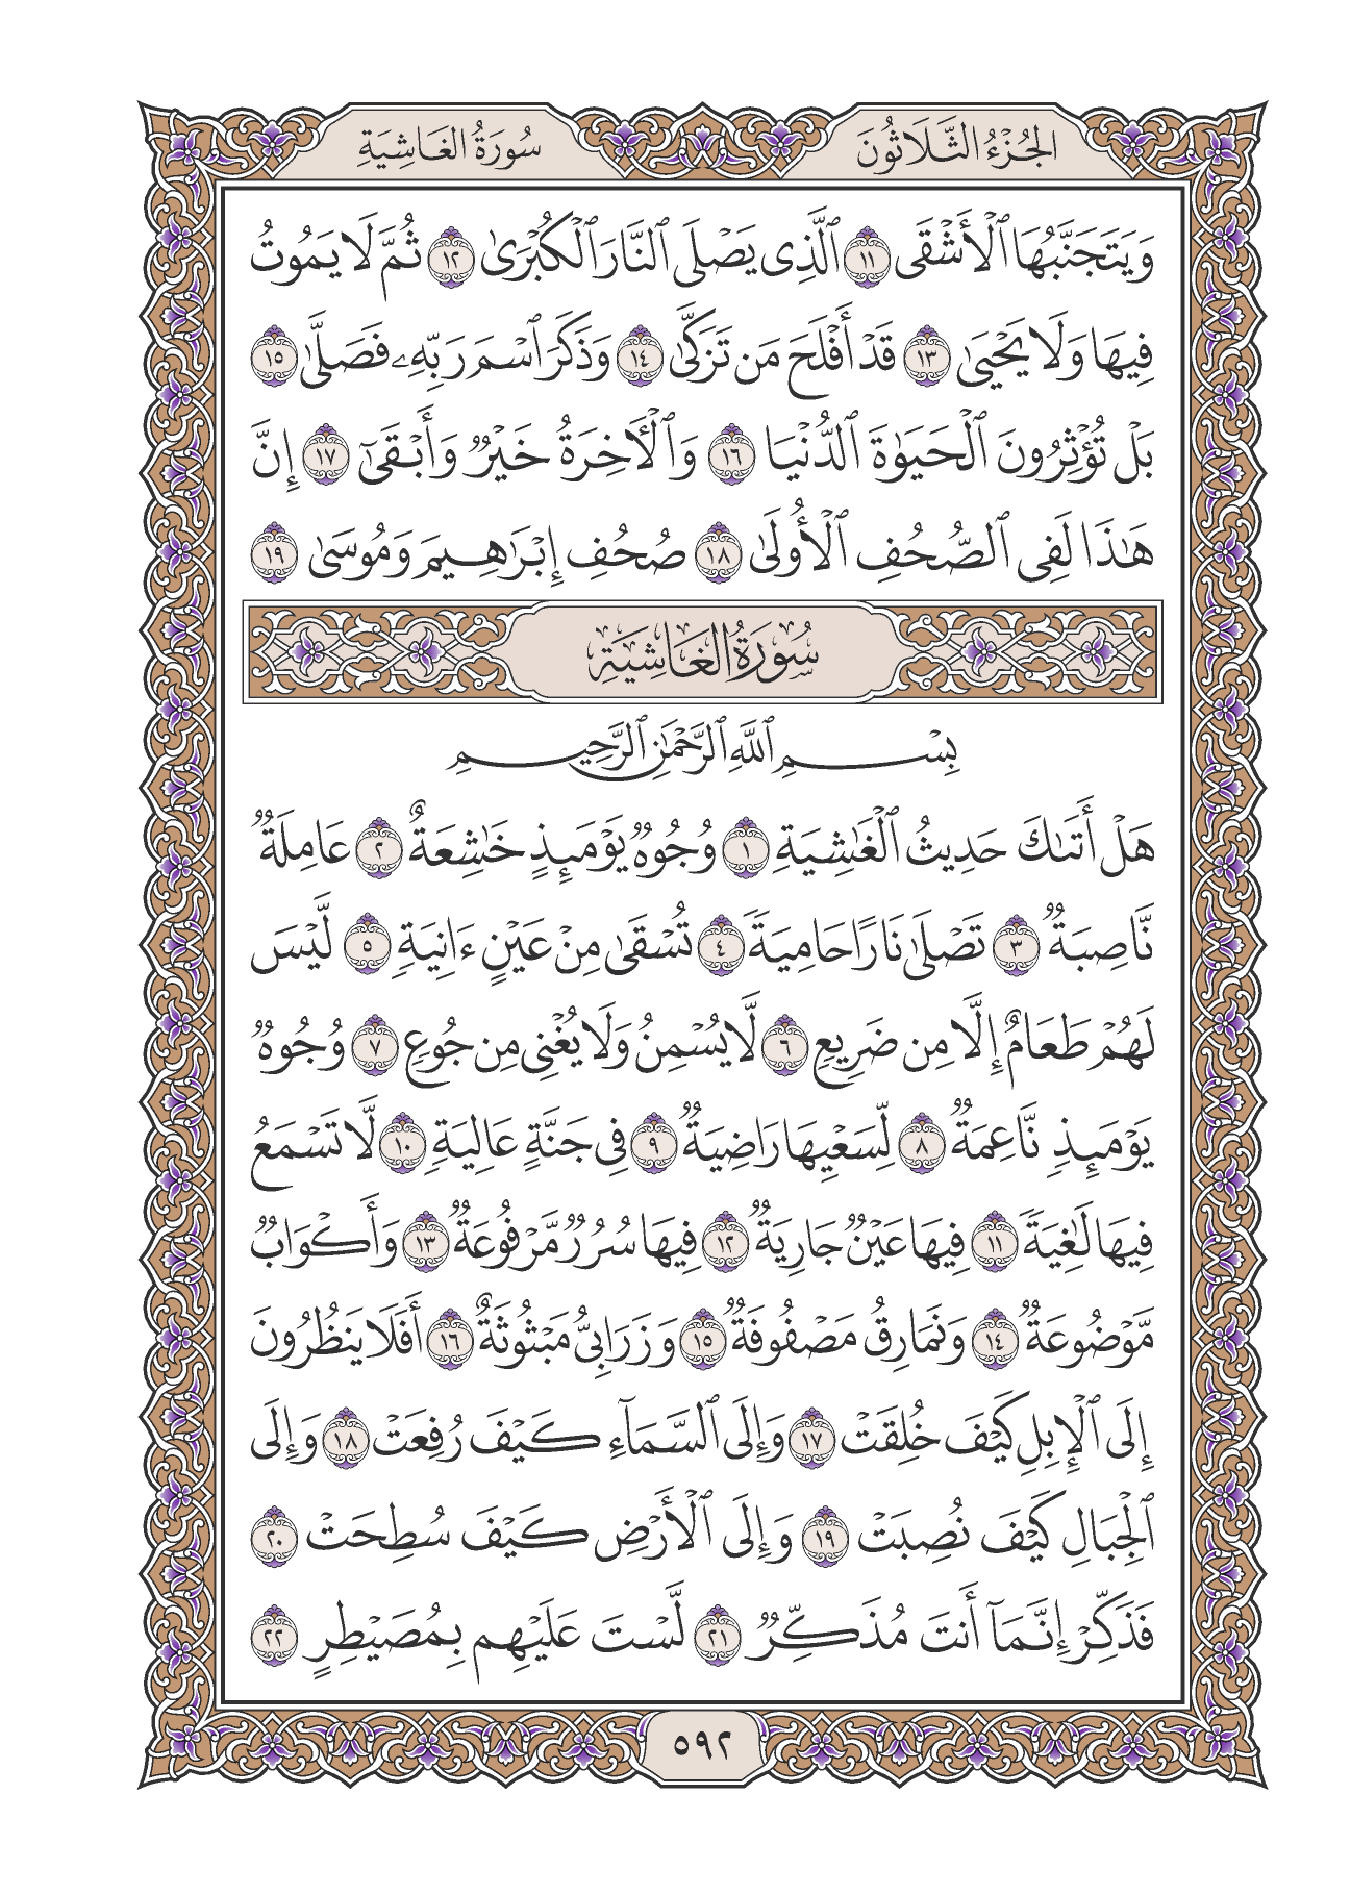 الجُزْءُ الثَّلَاثُونَ
سُورَةُ الغَاشِيَةِ
وَيَتَجَنَّبُهَا ٱلۡأَشۡقَى ١١ ٱلَّذِي يَصۡلَى ٱلنَّارَ ٱلۡكُبۡرَىٰ ١٢ ثُمَّ لَا يَمُوتُ
فِيهَا وَلَا يَحۡيَىٰ ١٣ قَدۡ أَفۡلَحَ مَن تَزَكَّىٰ ١٤ وَذَكَرَ ٱسۡمَ رَبِّهِۦ فَصَلَّىٰ ١٥
بَلۡ تُؤۡثِرُونَ ٱلۡحَيَوٰةَ ٱلدُّنۡيَا ١٦ وَٱلۡأٓخِرَةُ خَيۡرٞ وَأَبۡقَىٰٓ ١٧ إِنَّ
هَٰذَا لَفِي ٱلصُّحُفِ ٱلۡأُولَىٰ ١٨ صُحُفِ إِبۡرَٰهِيمَ وَمُوسَىٰ ١٩
سُورَةُ الغَاشِيَةِ
بِسۡمِ ٱللَّهِ ٱلرَّحۡمَٰنِ ٱلرَّحِيمِ
هَلۡ أَتَىٰكَ حَدِيثُ ٱلۡغَٰشِيَةِ ١ وُجُوهٞ يَوۡمَئِذٍ خَٰشِعَةٌ ٢ عَامِلَةٞ
نَّاصِبَةٞ ٣ تَصۡلَىٰ نَارًا حَامِيَةٗ ٤ تُسۡقَىٰ مِنۡ عَيۡنٍ ءَانِيَةٖ ٥ لَّيۡسَ
لَهُمۡ طَعَامٌ إِلَّا مِن ضَرِيعٖ ٦ لَّا يُسۡمِنُ وَلَا يُغۡنِي مِن جُوعٖ ٧ وُجُوهٞ
يَوۡمَئِذٖ نَّاعِمَةٞ ٨ لِّسَعۡيِهَا رَاضِيَةٞ ٩ فِي جَنَّةٍ عَالِيَةٖ ١٠ لَّا تَسۡمَعُ
فِيهَا لَٰغِيَةٗ ١١ فِيهَا عَيۡنٞ جَارِيَةٞ ١٢ فِيهَا سُرُرٞ مَّرۡفُوعَةٞ ١٣ وَأَكۡوَابٞ
مَّوۡضُوعَةٞ ١٤ وَنَمَارِقُ مَصۡفُوفَةٞ ١٥ وَزَرَابِيُّ مَبۡثُوثَةٌ ١٦ أَفَلَا يَنظُرُونَ
إِلَى ٱلۡإِبِلِ كَيۡفَ خُلِقَتۡ ١٧ وَإِلَى ٱلسَّمَآءِ كَيۡفَ رُفِعَتۡ ١٨ وَإِلَى
ٱلۡجِبَالِ كَيۡفَ نُصِبَتۡ ١٩ وَإِلَى ٱلۡأَرۡضِ كَيۡفَ سُطِحَتۡ ٢٠
فَذَكِّرۡ إِنَّمَآ أَنتَ مُذَكِّرٞ ٢١ لَّسۡتَ عَلَيۡهِم بِمُصَيۡطِرٍ ٢٢
٥٩٢